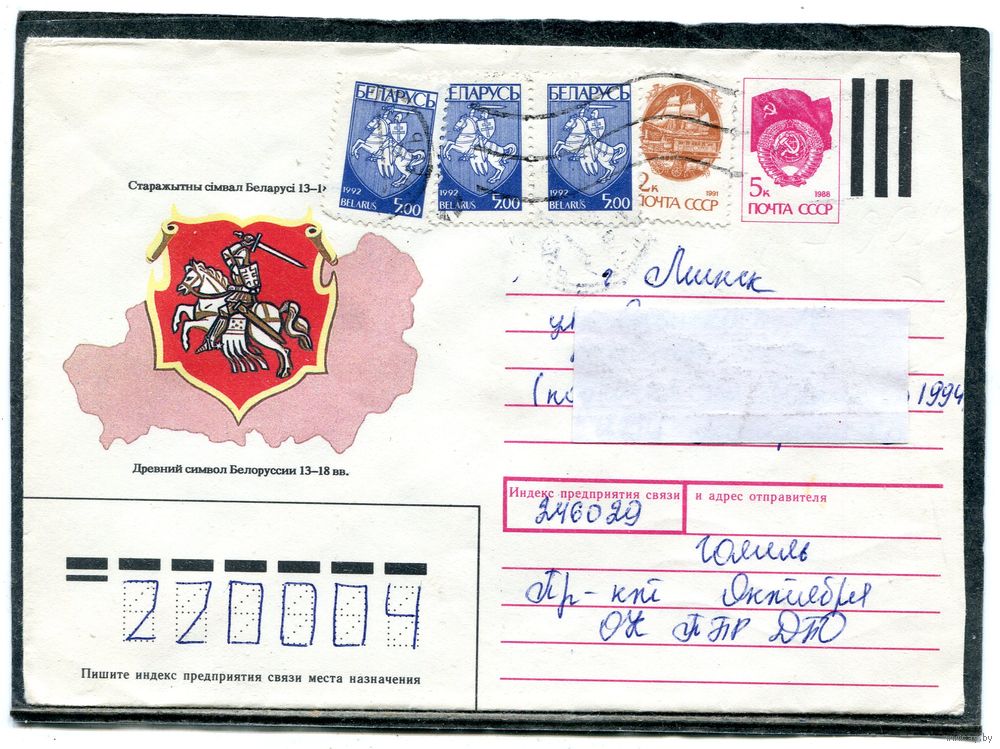 БЕЛАРУСЬ
1992
BELARUS 5.00
ЕЛАРУСЬ
1992
BELARUS 5.00
БЕЛАРУСЬ
1992
BELARUS 5.00
2к 1991
ПОЧТА СССР
5к 1988
ПОЧТА СССР
Старажытны сімвал Беларусі 13–1
Древний символ Белоруссии 13–18 вв.
г Минск
ул
1994
Индекс предприятия связи и адрес отправителя
246029
Гомель
Пр-кт Октября
220004
Пишите индекс предприятия связи места назначения